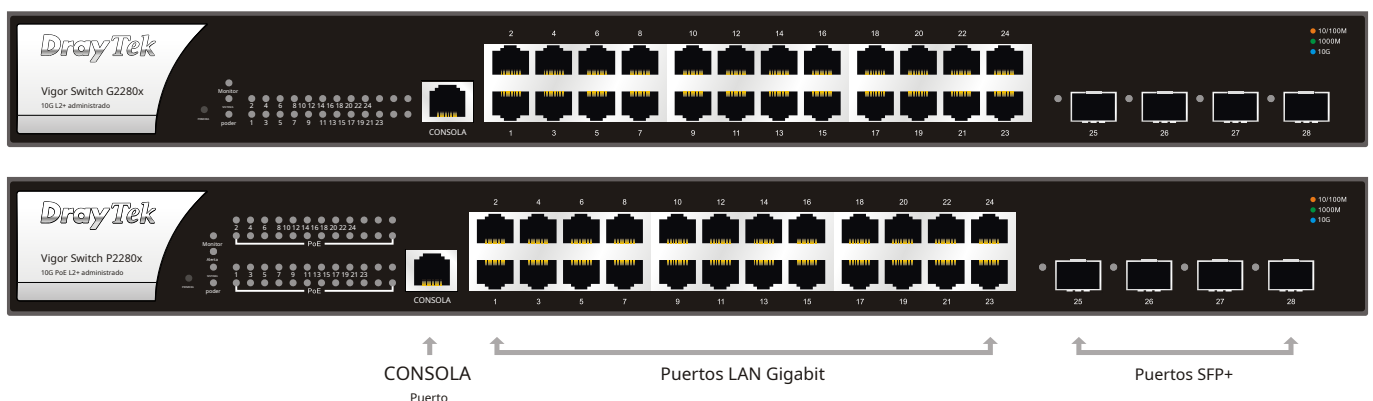 DrayTek
Vigor Switch G2280x
10G L2+ administrado
Monitor
poder
2 4 6 8 10 12 14 16 18 20 22 24
1 3 5 7 9 11 13 15 17 19 21 23
CONSOLA
2 4 6 8 10 12 14 16 18 20 22 24
1 3 5 7 9 11 13 15 17 19 21 23
25 26 27 28
10/100M
1000M
10G
DrayTek
Vigor Switch P2280x
10G PoE L2+ administrado
Monitor
Alerta
poder
2 4 6 8 10 12 14 16 18 20 22 24
PoE
1 3 5 7 9 11 13 15 17 19 21 23
PoE
CONSOLA
2 4 6 8 10 12 14 16 18 20 22 24
1 3 5 7 9 11 13 15 17 19 21 23
25 26 27 28
10/100M
1000M
10G
CONSOLA
Puerto
Puertos LAN Gigabit
Puertos SFP+